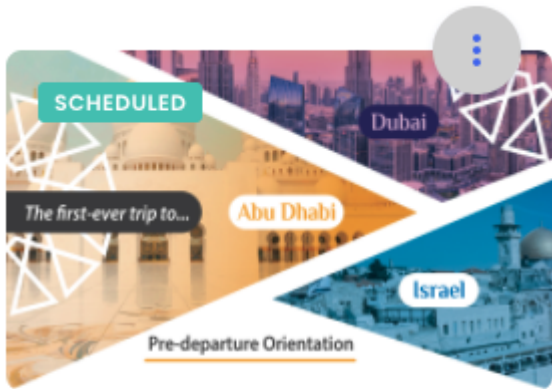 SCHEDULED
Dubai
The first-ever trip to...
Abu Dhabi
Israel
Pre-departure Orientation